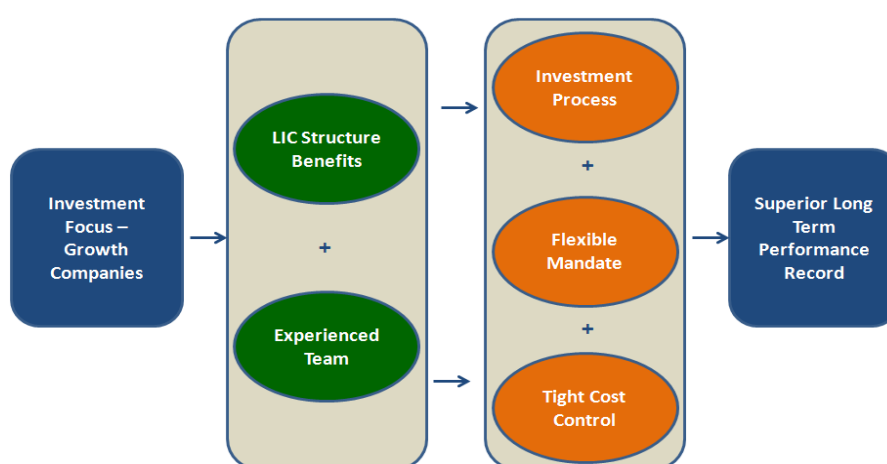 Investment
Focus –
Growth
Companies
LIC Structure
Benefits
+
Experienced
Team
Investment
Process
+
Flexible
Mandate
+
Tight Cost
Control
Superior Long
Term
Performance
Record